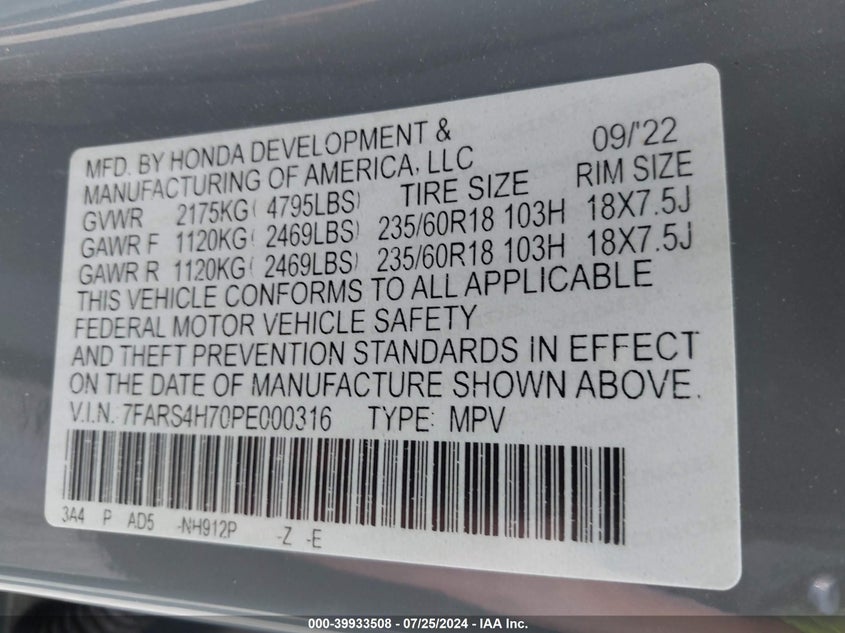 MFD. BY HONDA DEVELOPMENT & 09/'22
MANUFACTURING OF AMERICA, LLC
GVWR 2175KG( 4795LBS) TIRE SIZE RIM SIZE
GAWR F 1120KG( 2469LBS) 235/60R18 103H 18X7.5J
GAWR R 1120KG( 2469LBS) 235/60R18 103H 18X7.5J
THIS VEHICLE CONFORMS TO ALL APPLICABLE
FEDERAL MOTOR VEHICLE SAFETY
AND THEFT PREVENTION STANDARDS IN EFFECT
ON THE DATE OF MANUFACTURE SHOWN ABOVE.
V.I.N. 7FARS4H70PE000316 TYPE: MPV
3A4 P AD5 -NH912P -Z -E
000-39933508 - 07/25/2024 - IAA Inc.